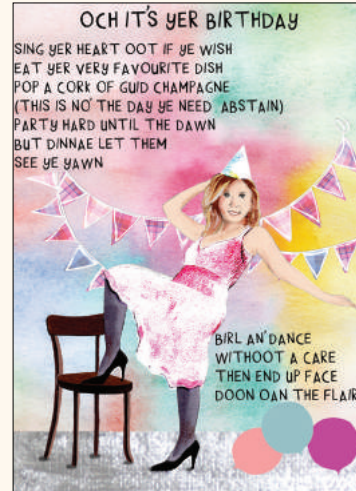 OCH IT'S YER BIRTHDAY
SING YER HEART OOT IF YE WISH
EAT YER VERY FAVOURITE DISH
POP A CORK OF GUID CHAMPAGNE
(THIS IS NO' THE DAY YE NEED ABSTAIN)
PARTY HARD UNTIL THE DAWN
BUT DINNAE LET THEM
SEE YE YAWN
BIRL AN' DANCE
WITHOOT A CARE
THEN END UP FACE
DOON OAN THE FLAIR